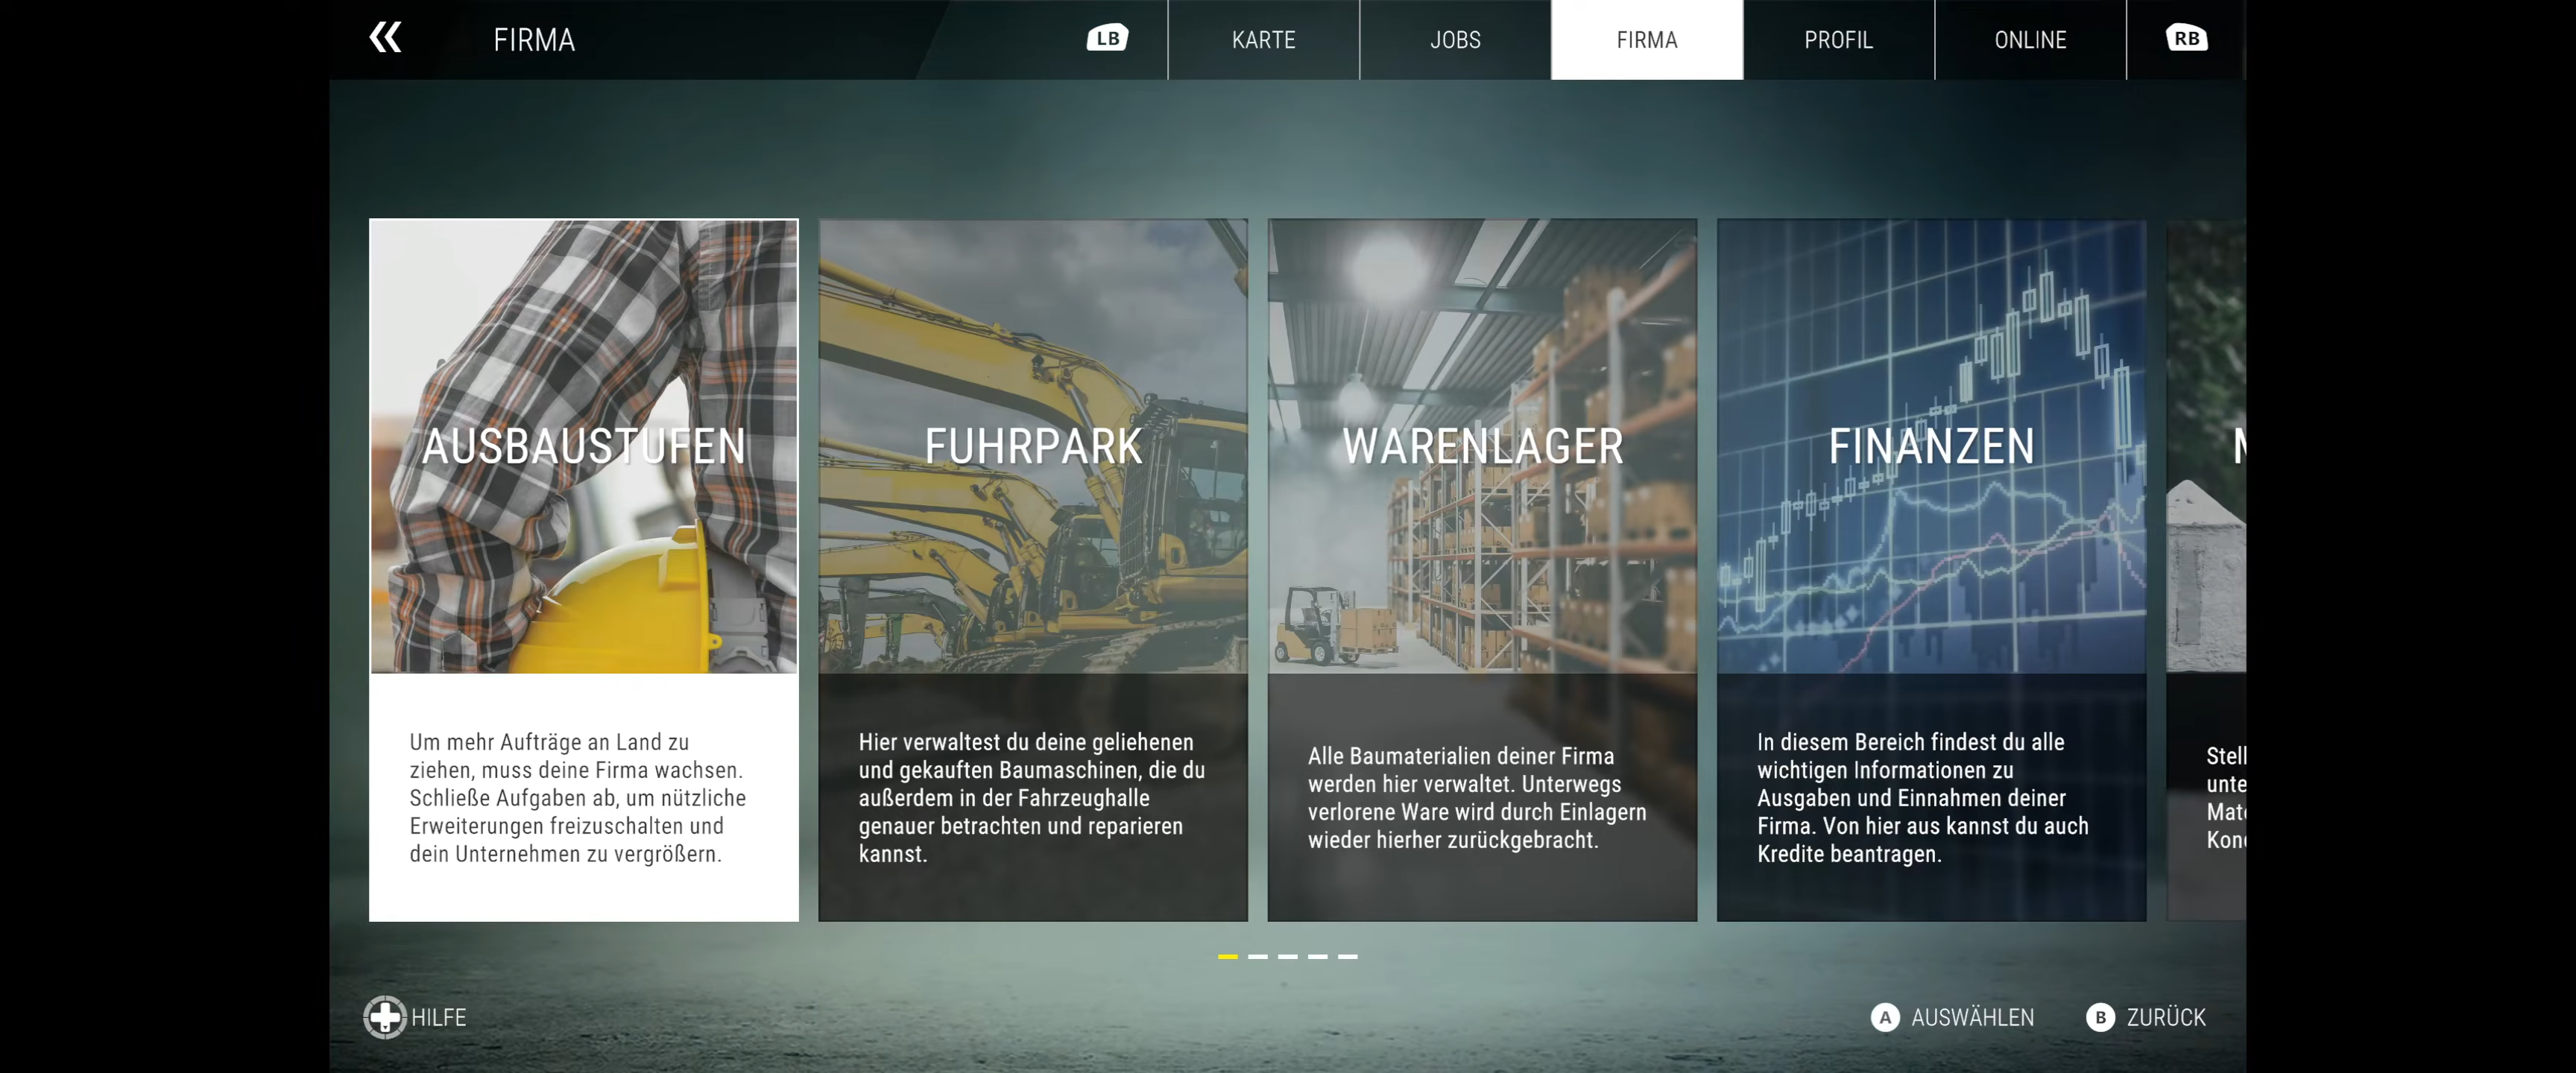 FIRMA
LB
KARTE
JOBS
FIRMA
PROFIL
ONLINE
RB
AUSBAUSTUFEN
Um mehr Aufträge an Land zu
ziehen, muss deine Firma wachsen.
Schließe Aufgaben ab, um nützliche
Erweiterungen freizuschalten und
dein Unternehmen zu vergrößern.
FUHRPARK
Hier verwaltest du deine geliehenen
und gekauften Baumaschinen, die du
außerdem in der Fahrzeughalle
genauer betrachten und reparieren
kannst.
WARENLAGER
Alle Baumaterialien deiner Firma
werden hier verwaltet. Unterwegs
verlorene Ware wird durch Einlagern
wieder hierher zurückgebracht.
FINANZEN
In diesem Bereich findest du alle
wichtigen Informationen zu
Ausgaben und Einnahmen deiner
Firma. Von hier aus kannst du auch
Kredite beantragen.
HILFE
A AUSWÄHLEN
B ZURÜCK